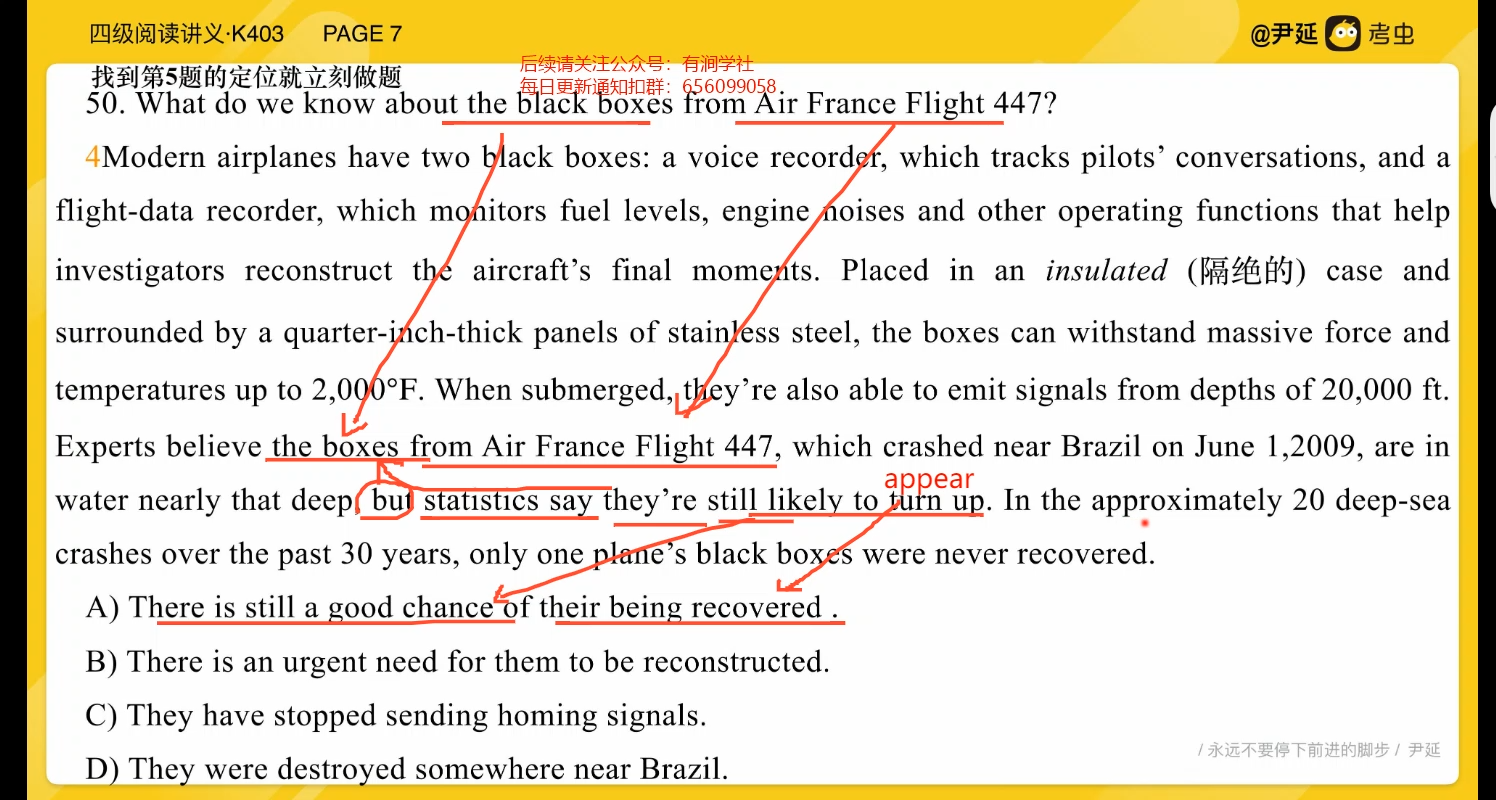 四级阅读讲义·K403 PAGE 7
@尹延 考虫
后续请关注公众号：有涧学社
找到第5题的定位就立刻做题
每日更新通知扣群：656099058
50. What do we know about the black boxes from Air France Flight 447?
4Modern airplanes have two black boxes: a voice recorder, which tracks pilots’ conversations, and a
flight-data recorder, which monitors fuel levels, engine noises and other operating functions that help
investigators reconstruct the aircraft’s final moments. Placed in an insulated (隔绝的) case and
surrounded by a quarter-inch-thick panels of stainless steel, the boxes can withstand massive force and
temperatures up to 2,000°F. When submerged, they’re also able to emit signals from depths of 20,000 ft.
Experts believe the boxes from Air France Flight 447, which crashed near Brazil on June 1,2009, are in
appear
water nearly that deep, but statistics say they’re still likely to turn up. In the approximately 20 deep-sea
crashes over the past 30 years, only one plane’s black boxes were never recovered.
A) There is still a good chance of their being recovered .
B) There is an urgent need for them to be reconstructed.
C) They have stopped sending homing signals.
/ 永远不要停下前进的脚步 / 尹延
D) They were destroyed somewhere near Brazil.